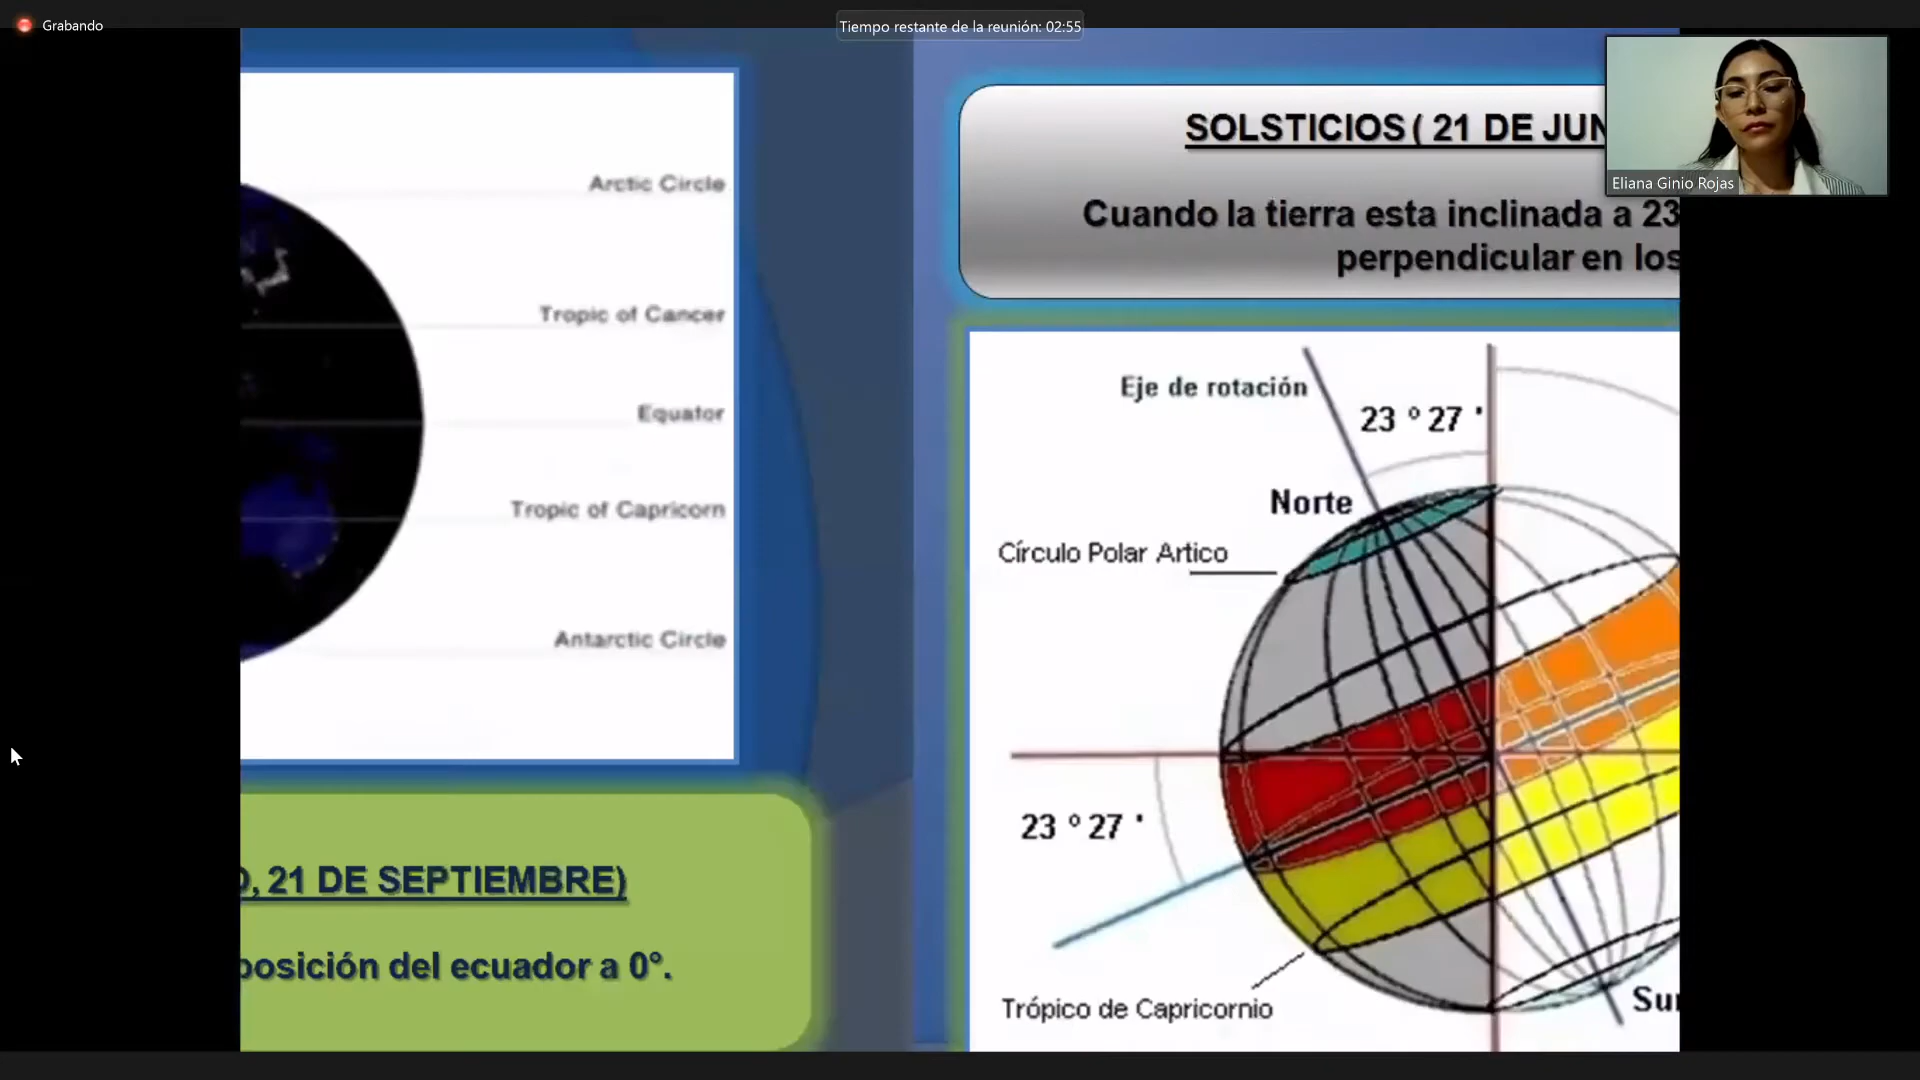 Grabando
Tiempo restante de la reunión: 02:55
Eliana Ginio Rojas
Arctic Circle
Tropic of Cancer
Equator
Tropic of Capricorn
Antarctic Circle
, 21 DE SEPTIEMBRE)
posición del ecuador a 0°.
SOLSTICIOS ( 21 DE JUN
Cuando la tierra esta inclinada a 23
perpendicular en los
Eje de rotación
23 º 27 '
Norte
Círculo Polar Artico
23 º 27 '
Trópico de Capricornio
Sur